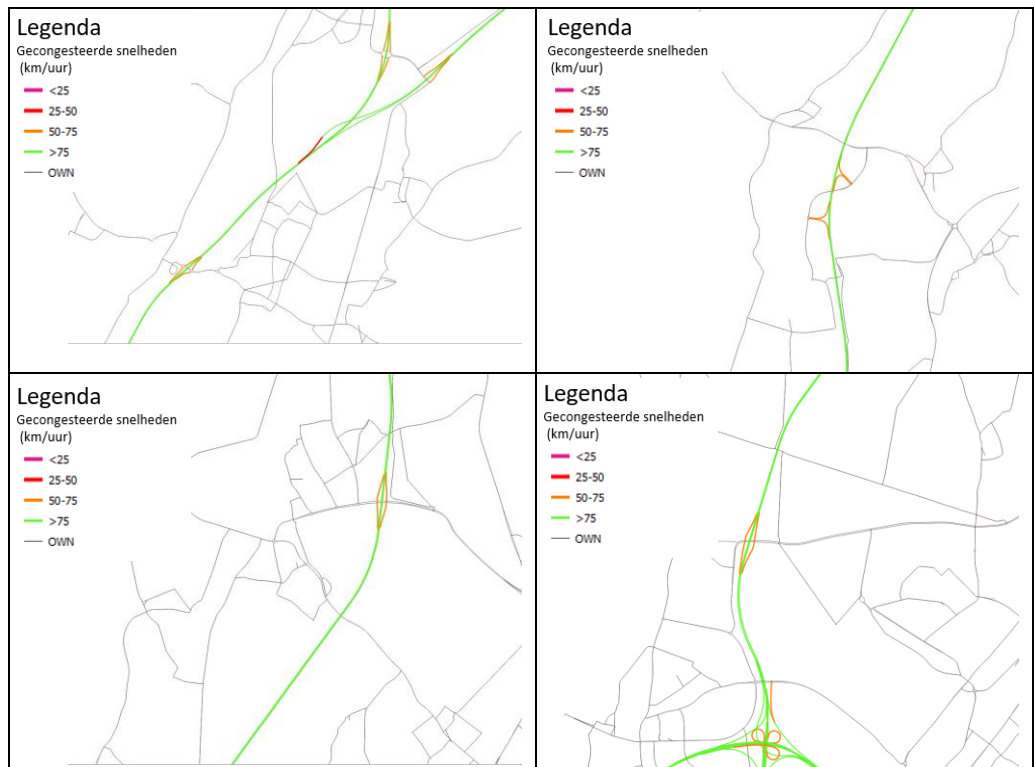 Legenda
Gecongesteerde snelheden
(km/uur)
<25
25-50
50-75
>75
OWN
Legenda
Gecongesteerde snelheden
(km/uur)
<25
25-50
50-75
>75
OWN
Legenda
Gecongesteerde snelheden
(km/uur)
<25
25-50
50-75
>75
OWN
Legenda
Gecongesteerde snelheden
(km/uur)
<25
25-50
50-75
>75
OWN